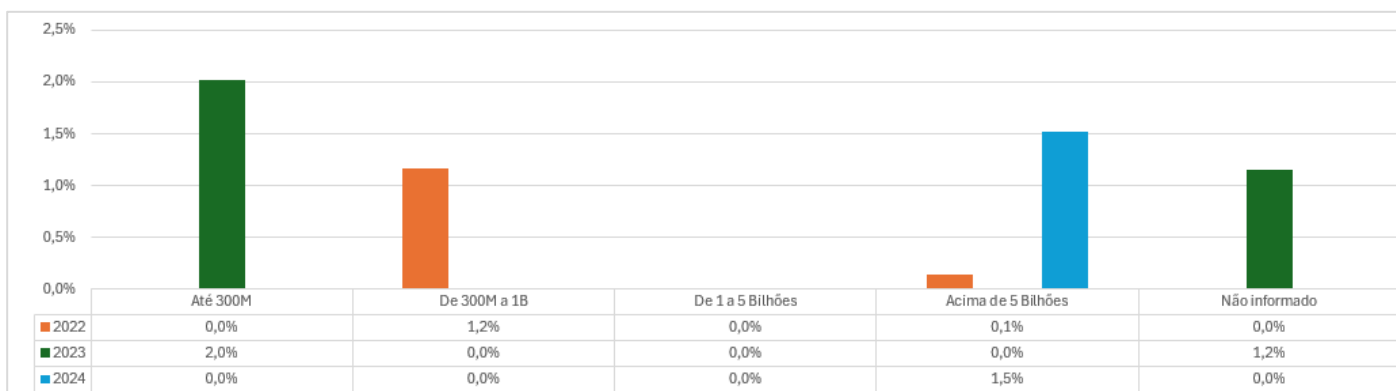 2,5%
2,0%
1,5%
1,0%
0,5%
0,0%
Até 300M De 300M a 1B De 1 a 5 Bilhões Acima de 5 Bilhões Não informado
2022 0,0% 1,2% 0,0% 0,1% 0,0%
2023 2,0% 0,0% 0,0% 0,0% 1,2%
2024 0,0% 0,0% 0,0% 1,5% 0,0%